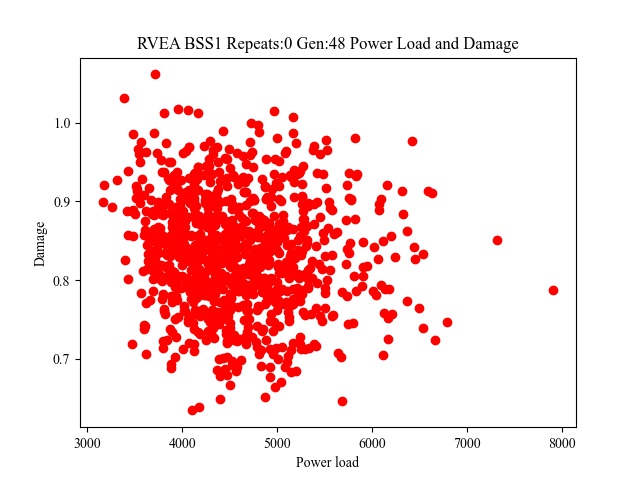 RVEA BSS1 Repeats:0 Gen:48 Power Load and Damage
1.0
0.9
0.8
0.7
Damage
3000 4000 5000 6000 7000 8000
Power load